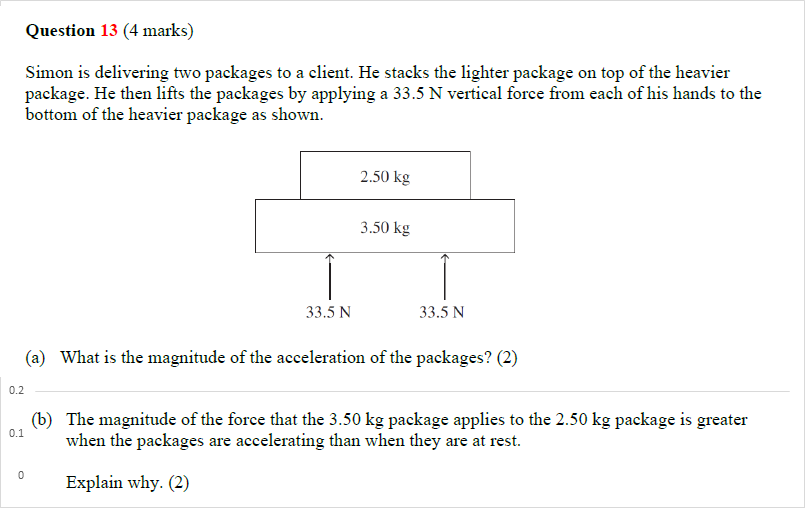 Question 13 (4 marks)
Simon is delivering two packages to a client. He stacks the lighter package on top of the heavier
package. He then lifts the packages by applying a 33.5 N vertical force from each of his hands to the
bottom of the heavier package as shown.
2.50 kg
3.50 kg
33.5 N 33.5 N
(a) What is the magnitude of the acceleration of the packages? (2)
0.2
(b) The magnitude of the force that the 3.50 kg package applies to the 2.50 kg package is greater
0.1
when the packages are accelerating than when they are at rest.
0
Explain why. (2)